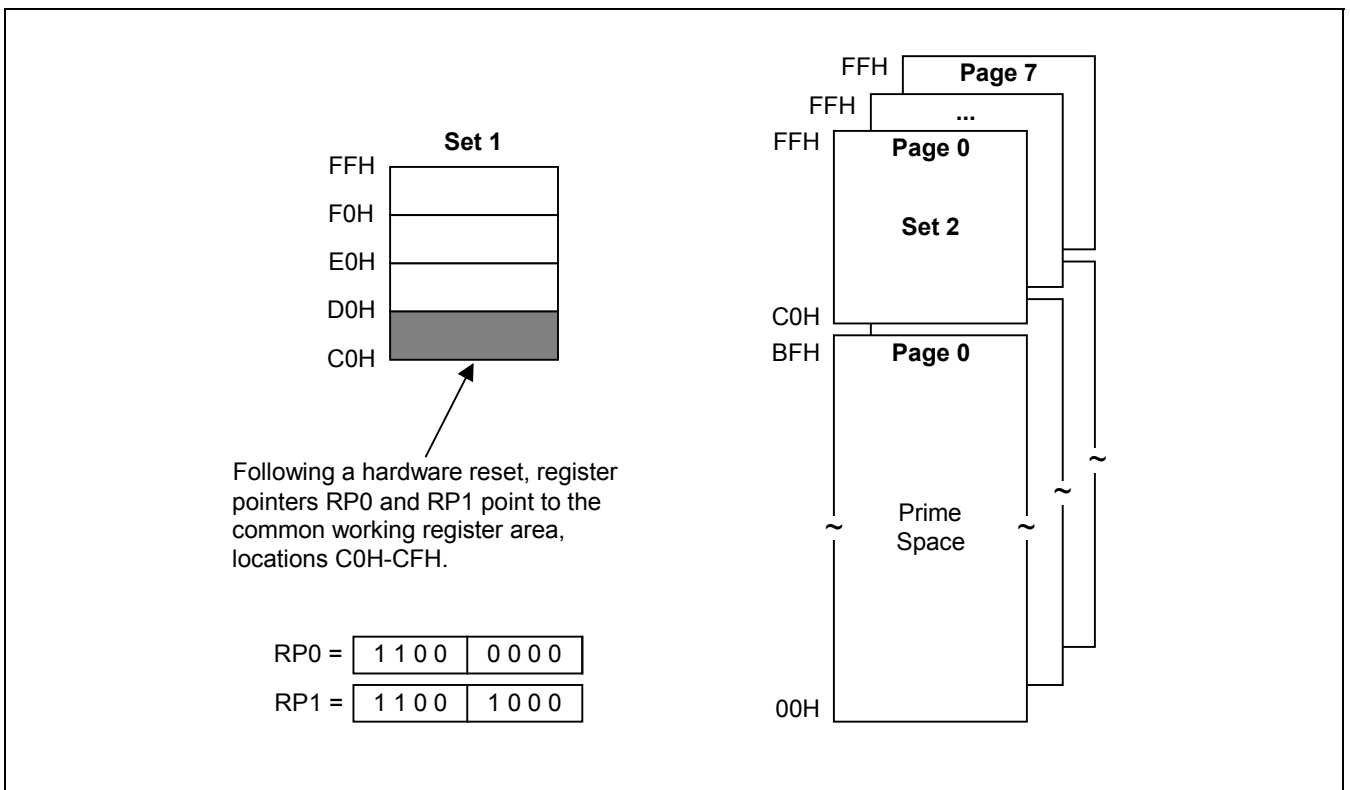 Set 1
FFH
F0H
E0H
D0H
C0H
Following a hardware reset, register
pointers RP0 and RP1 point to the
common working register area,
locations C0H-CFH.
RP0 = 1 1 0 0 0 0 0 0
RP1 = 1 1 0 0 1 0 0 0
FFH Page 7
FFH ...
FFH Page 0
Set 2
C0H
BFH Page 0
~ ~ ~ ~
Prime
Space
00H